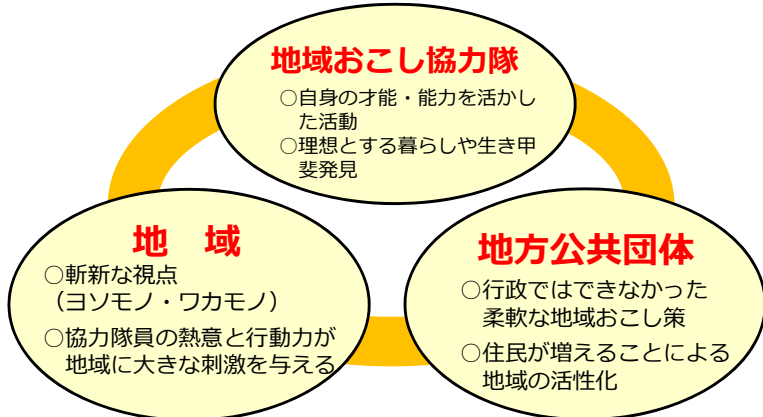 地域おこし協力隊
○自身の才能・能力を活かし
た活動
○理想とする暮らしや生き甲
斐発見
地　域
○斬新な視点
（ヨソモノ・ワカモノ）
○協力隊員の熱意と行動力が
地域に大きな刺激を与える
地方公共団体
○行政ではできなかった
柔軟な地域おこし策
○住民が増えることによる
地域の活性化